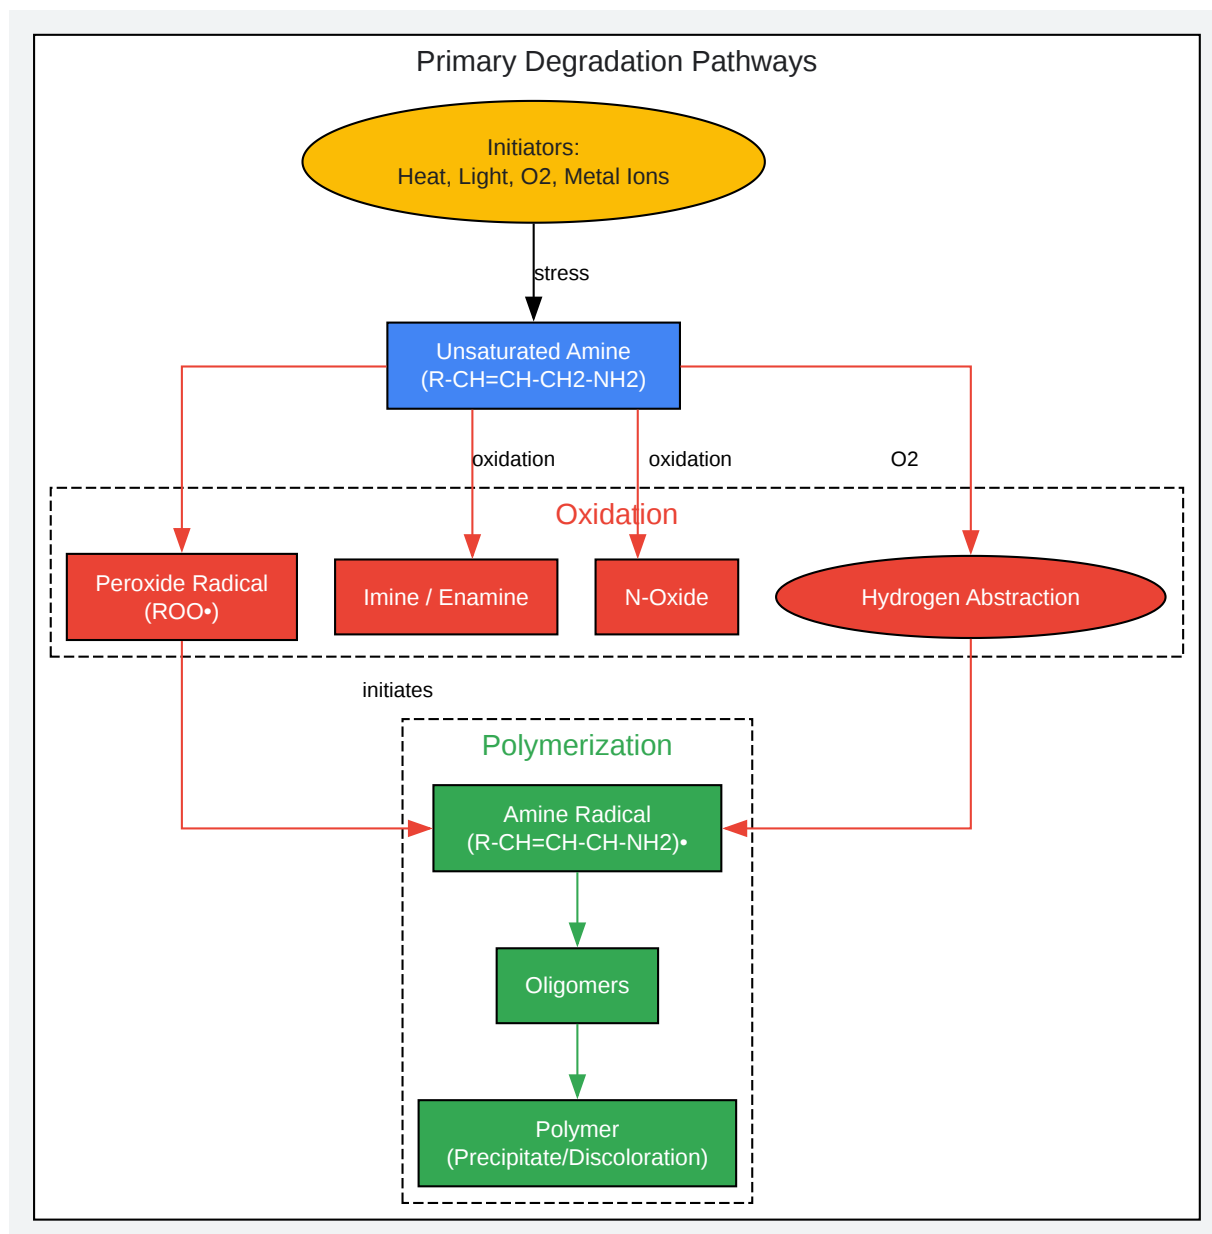 Primary Degradation Pathways
Initiators:
Heat, Light, O2, Metal Ions
stress
Unsaturated Amine
(R-CH=CH-CH2-NH2)
oxidation
oxidation
O2
Oxidation
Peroxide Radical
(ROO•)
Imine / Enamine
N-Oxide
Hydrogen Abstraction
initiates
Polymerization
Amine Radical
(R-CH=CH-CH-NH2)•
Oligomers
Polymer
(Precipitate/Discoloration)